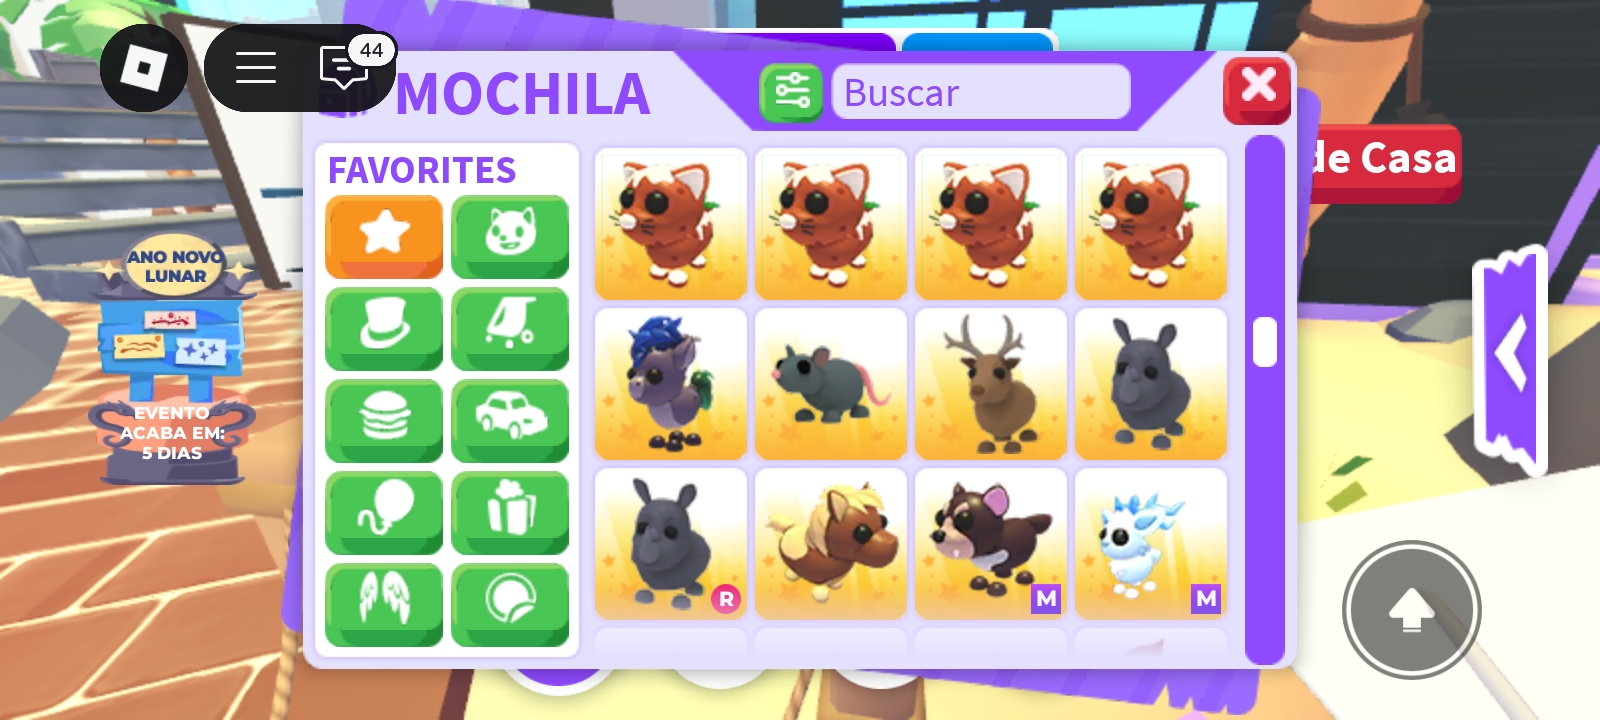 44
MOCHILA
Buscar
FAVORITES
de Casa
ANO NOVO
LUNAR
EVENTO
ACABA EM:
5 DIAS
R
M
M